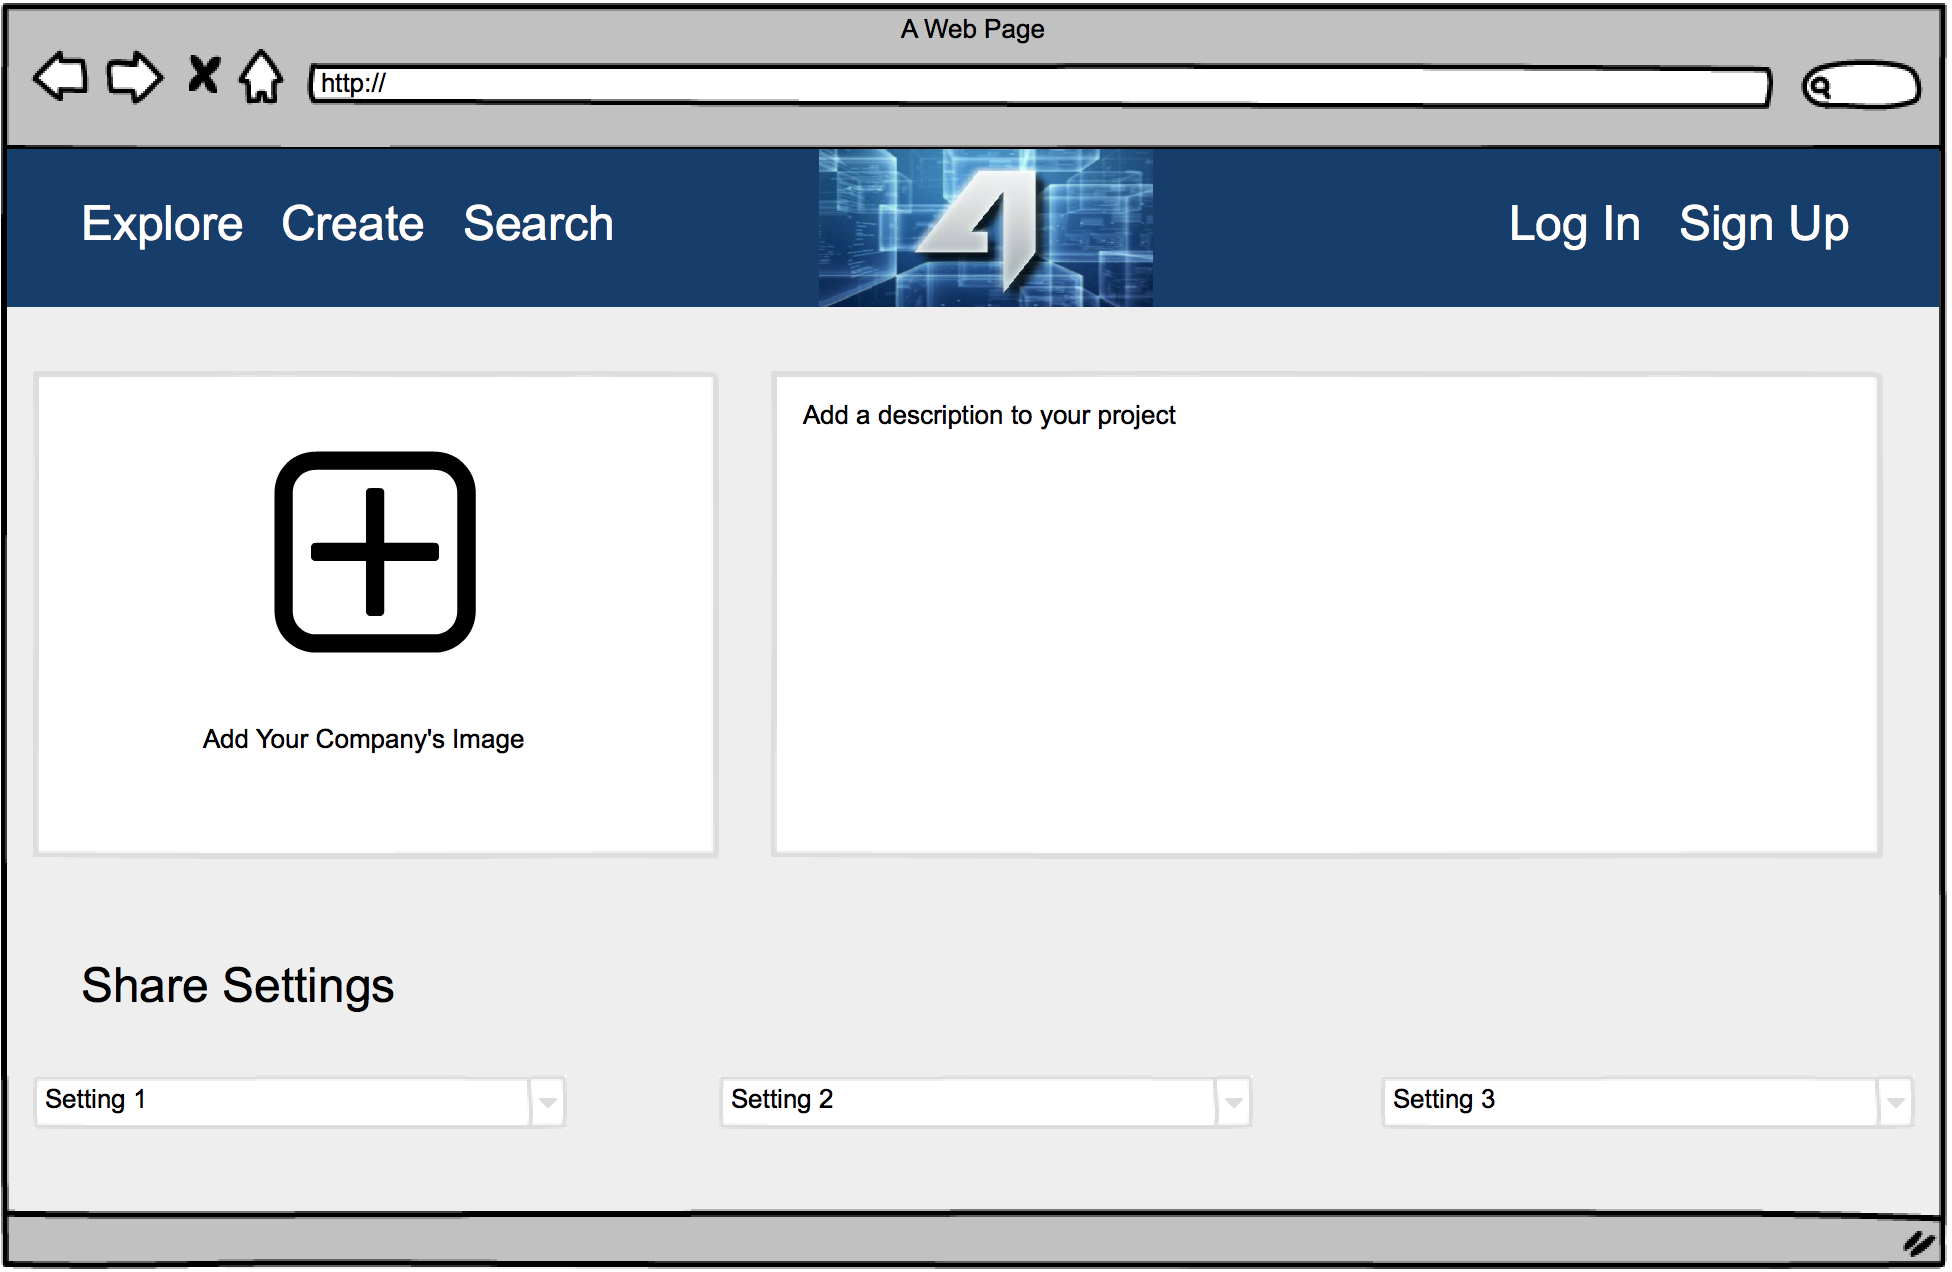 A Web Page
http://
Explore Create Search
Log In Sign Up
Add a description to your project
Add Your Company's Image
Share Settings
Setting 1
Setting 2
Setting 3